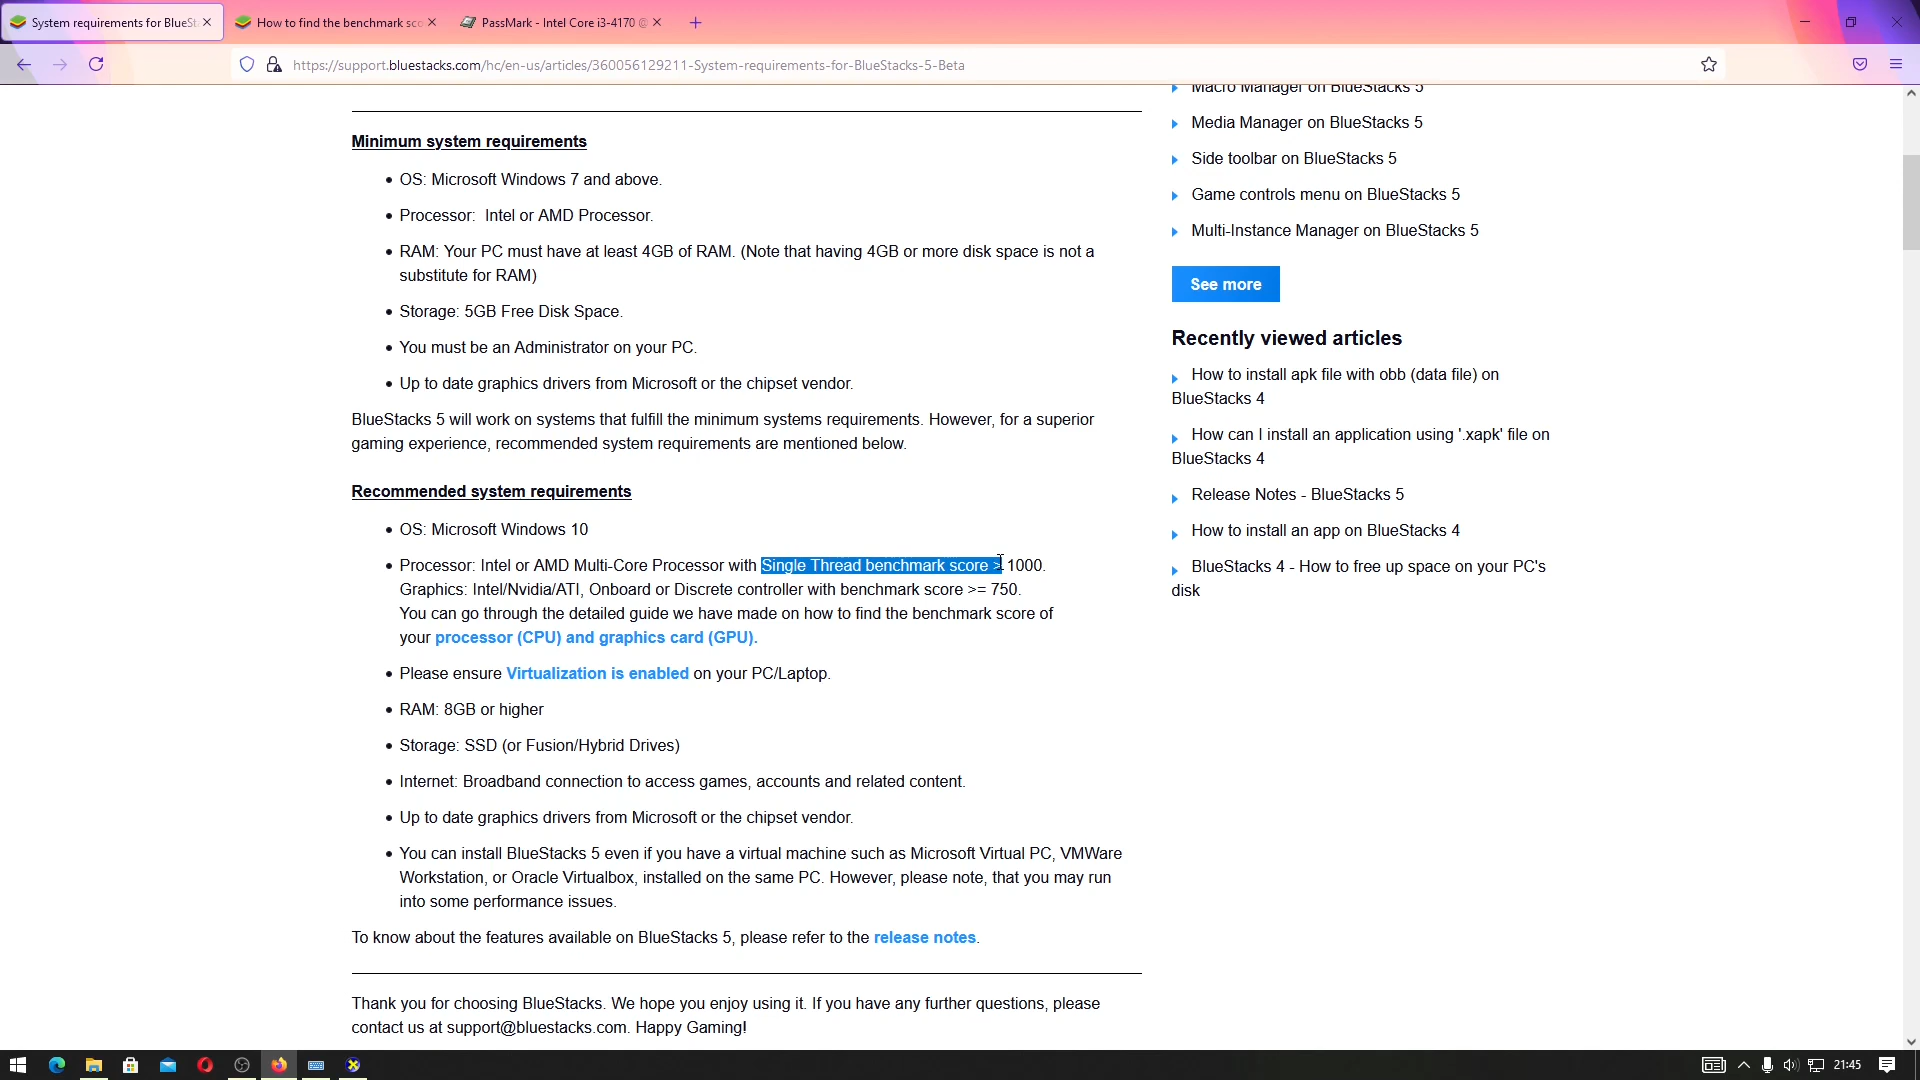 System requirements for BlueSt
How to find the benchmark sco
PassMark - Intel Core i3-4170 @
https://support.bluestacks.com/hc/en-us/articles/360056129211-System-requirements-for-BlueStacks-5-Beta
Minimum system requirements
OS: Microsoft Windows 7 and above.
Processor:  Intel or AMD Processor.
RAM: Your PC must have at least 4GB of RAM. (Note that having 4GB or more disk space is not a
substitute for RAM)
Storage: 5GB Free Disk Space.
You must be an Administrator on your PC.
Up to date graphics drivers from Microsoft or the chipset vendor.
BlueStacks 5 will work on systems that fulfill the minimum systems requirements. However, for a superior
gaming experience, recommended system requirements are mentioned below.
Recommended system requirements
OS: Microsoft Windows 10
Processor: Intel or AMD Multi-Core Processor with Single Thread benchmark score > 1000.
Graphics: Intel/Nvidia/ATI, Onboard or Discrete controller with benchmark score >= 750.
You can go through the detailed guide we have made on how to find the benchmark score of
your processor (CPU) and graphics card (GPU).
Please ensure Virtualization is enabled on your PC/Laptop.
RAM: 8GB or higher
Storage: SSD (or Fusion/Hybrid Drives)
Internet: Broadband connection to access games, accounts and related content.
Up to date graphics drivers from Microsoft or the chipset vendor.
You can install BlueStacks 5 even if you have a virtual machine such as Microsoft Virtual PC, VMWare
Workstation, or Oracle Virtualbox, installed on the same PC. However, please note, that you may run
into some performance issues.
To know about the features available on BlueStacks 5, please refer to the release notes.
Thank you for choosing BlueStacks. We hope you enjoy using it. If you have any further questions, please
contact us at support@bluestacks.com. Happy Gaming!
Macro Manager on BlueStacks 5
Media Manager on BlueStacks 5
Side toolbar on BlueStacks 5
Game controls menu on BlueStacks 5
Multi-Instance Manager on BlueStacks 5
See more
Recently viewed articles
How to install apk file with obb (data file) on
BlueStacks 4
How can I install an application using '.xapk' file on
BlueStacks 4
Release Notes - BlueStacks 5
How to install an app on BlueStacks 4
BlueStacks 4 - How to free up space on your PC's
disk
21:45